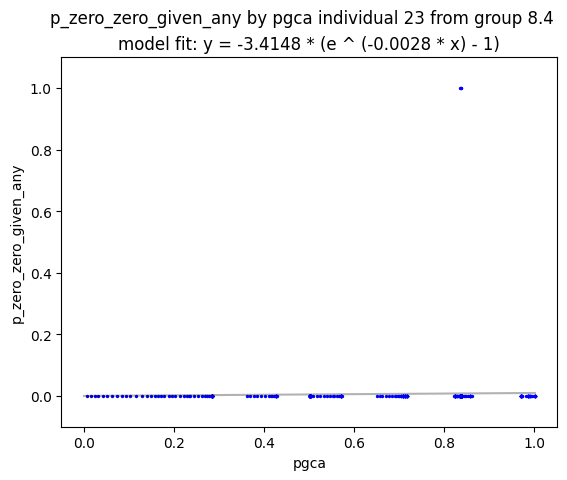 p_zero_zero_given_any by pgca individual 23 from group 8.4
model fit: y = -3.4148 * (e ^ (-0.0028 * x) - 1)
1.0
0.8
0.6
0.4
0.2
0.0
p_zero_zero_given_any
0.0 0.2 0.4 0.6 0.8 1.0
pgca